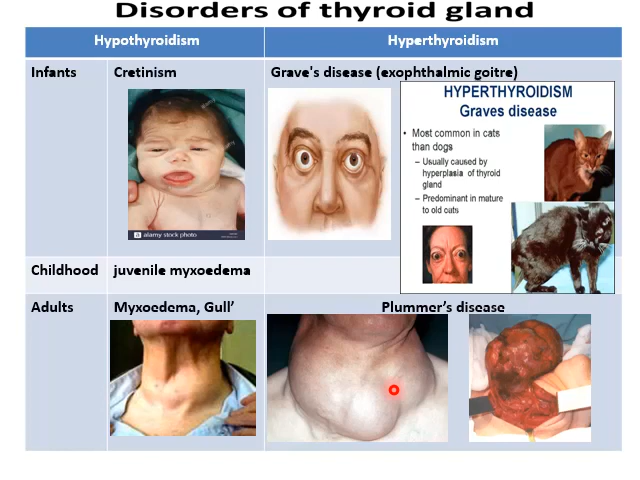 Disorders of thyroid gland
Hypothyroidism
Hyperthyroidism
Infants
Cretinism
Grave's disease (exophthalmic goitre)
alamy stock photo
HYPERTHYROIDISM
Graves disease
• Most common in cats
than dogs
– Usually caused by
hyperplasia of thyroid
gland
– Predominant in mature
to old cats
Childhood
juvenile myxoedema
Adults
Myxoedema, Gull’
Plummer’s disease